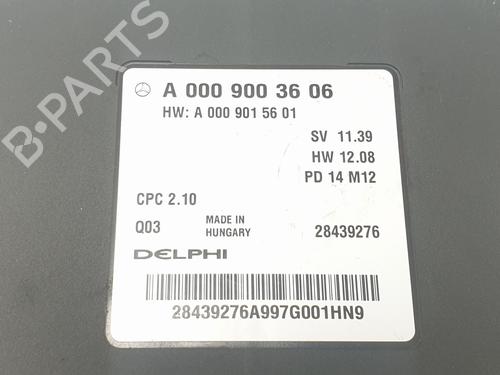 A 000 900 36 06
HW: A 000 901 56 01
SV 11.39
HW 12.08
PD 14 M12
CPC 2.10
Q03
MADE IN
HUNGARY
28439276
DELPHI
28439276A997G001HN9
B-PARTS